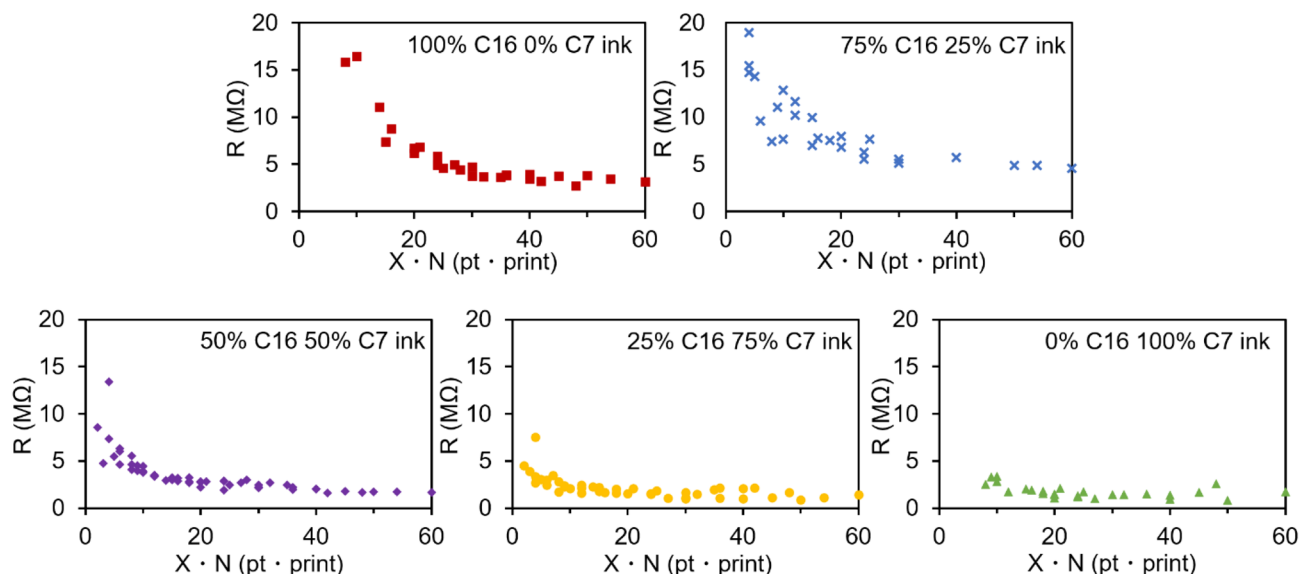 100% C16 0% C7 ink
R (MΩ)
20
15
10
5
0
0 20 40 60
X・N (pt・print)
75% C16 25% C7 ink
R (MΩ)
20
15
10
5
0
0 20 40 60
X・N (pt・print)
50% C16 50% C7 ink
R (MΩ)
20
15
10
5
0
0 20 40 60
X・N (pt・print)
25% C16 75% C7 ink
R (MΩ)
20
15
10
5
0
0 20 40 60
X・N (pt・print)
0% C16 100% C7 ink
R (MΩ)
20
15
10
5
0
0 20 40 60
X・N (pt・print)